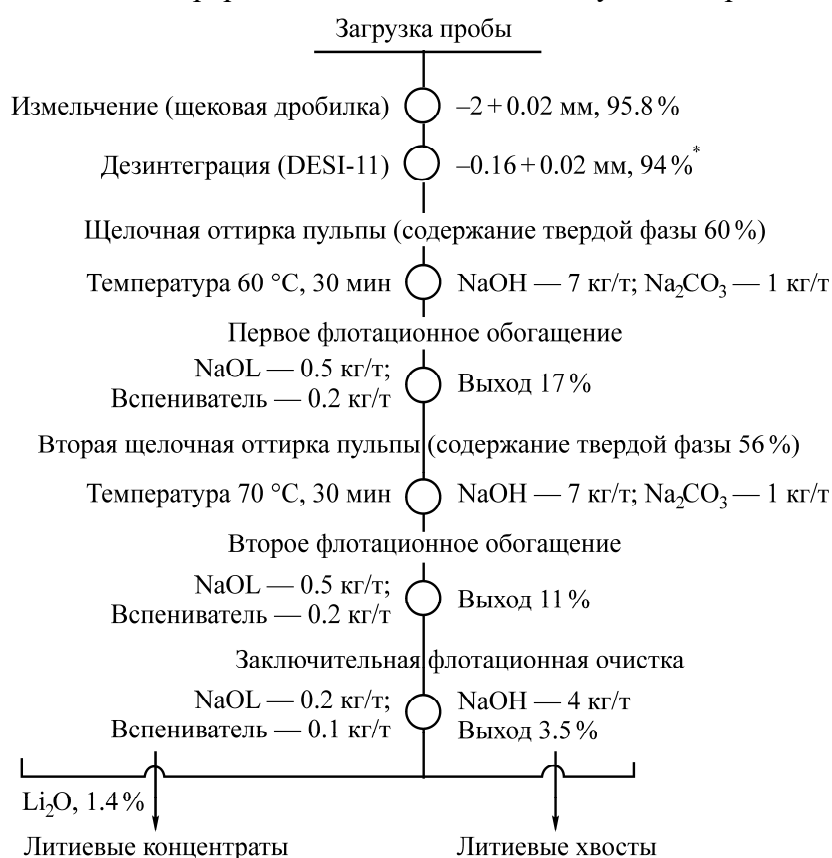 Загрузка пробы
Измельчение (щековая дробилка) –2 + 0.02 мм, 95.8 %
Дезинтеграция (DESI-11) –0.16 + 0.02 мм, 94 %*
Щелочная оттирка пульпы (содержание твердой фазы 60 %)
Температура 60 °C, 30 мин NaOH — 7 кг/т; Na₂CO₃ — 1 кг/т
Первое флотационное обогащение
NaOL — 0.5 кг/т;
Вспениватель — 0.2 кг/т
Выход 17 %
Вторая щелочная оттирка пульпы (содержание твердой фазы 56 %)
Температура 70 °C, 30 мин NaOH — 7 кг/т; Na₂CO₃ — 1 кг/т
Второе флотационное обогащение
NaOL — 0.5 кг/т;
Вспениватель — 0.2 кг/т
Выход 11 %
Заключительная флотационная очистка
NaOL — 0.2 кг/т; NaOH — 4 кг/т
Вспениватель — 0.1 кг/т Выход 3.5 %
Li₂O, 1.4 %
Литиевые концентраты Литиевые хвосты